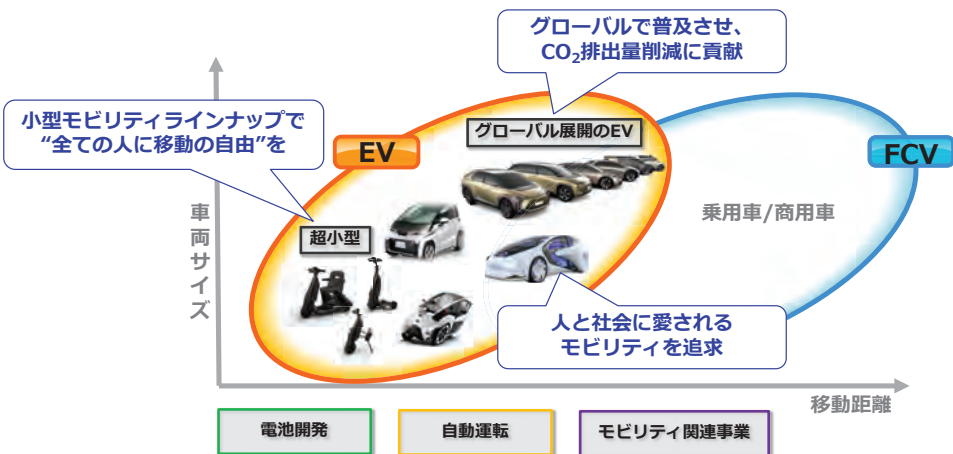 グローバルで普及させ、
CO₂排出量削減に貢献
小型モビリティラインナップで
“全ての人に移動の自由”を
EV
グローバル展開のEV
FCV
車両サイズ
超小型
乗用車/商用車
人と社会に愛される
モビリティを追求
移動距離
電池開発
自動運転
モビリティ関連事業